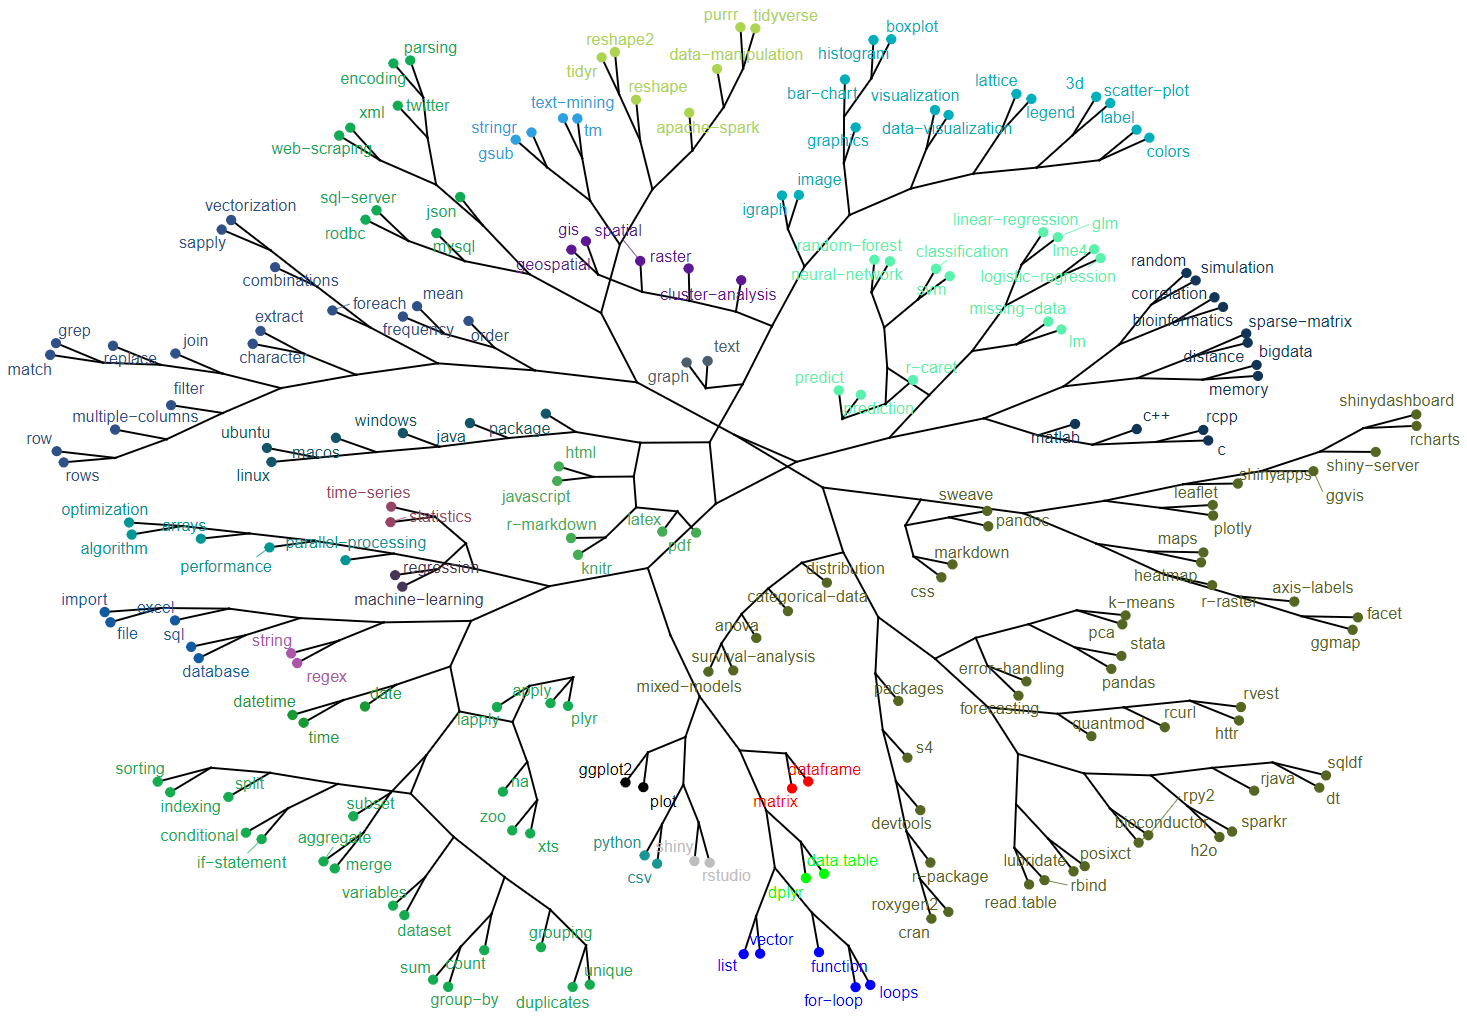 purrr
tidyverse
boxplot
reshape2
parsing
histogram
data-manipulation
tidyr
encoding
lattice
3d
reshape
scatter-plot
bar-chart
visualization
text-mining
xml
twitter
legend
label
stringr
tm
apache-spark
data-visualization
graphics
web-scraping
gsub
colors
image
sql-server
vectorization
json
igraph
linear-regression
glm
gis
spatial
rodbc
sapply
mysql
random-forest
classification
lme4
raster
geospatial
random
simulation
neural-network
logistic-regression
combinations
svm
cluster-analysis
mean
foreach
correlation
missing-data
extract
bioinformatics
sparse-matrix
grep
frequency
order
join
lm
text
replace
character
distance
bigdata
match
graph
predict
r-caret
filter
memory
shinydashboard
prediction
multiple-columns
c++
rcpp
windows
package
ubuntu
java
matlab
row
rcharts
macos
html
c
shiny-server
rows
linux
shinyapps
time-series
javascript
sweave
leaflet
ggvis
optimization
statistics
latex
arrays
r-markdown
pandoc
plotly
maps
algorithm
parallel-processing
pdf
markdown
performance
regression
knitr
distribution
heatmap
css
axis-labels
import
excel
machine-learning
categorical-data
r-raster
k-means
facet
file
sql
string
anova
pca
stata
ggmap
database
regex
survival-analysis
error-handling
pandas
mixed-models
packages
datetime
date
apply
rvest
lapply
plyr
forecasting
quantmod
rcurl
time
httr
s4
sorting
split
na
ggplot2
dataframe
sqldf
rjava
indexing
subset
plot
matrix
rpy2
dt
zoo
conditional
aggregate
devtools
bioconductor
sparkr
python
shiny
xts
if-statement
merge
data.table
lubridate
posixct
h2o
csv
rstudio
r-package
rbind
variables
dplyr
roxygen2
read.table
dataset
grouping
vector
cran
sum
count
unique
list
function
group-by
duplicates
for-loop
loops